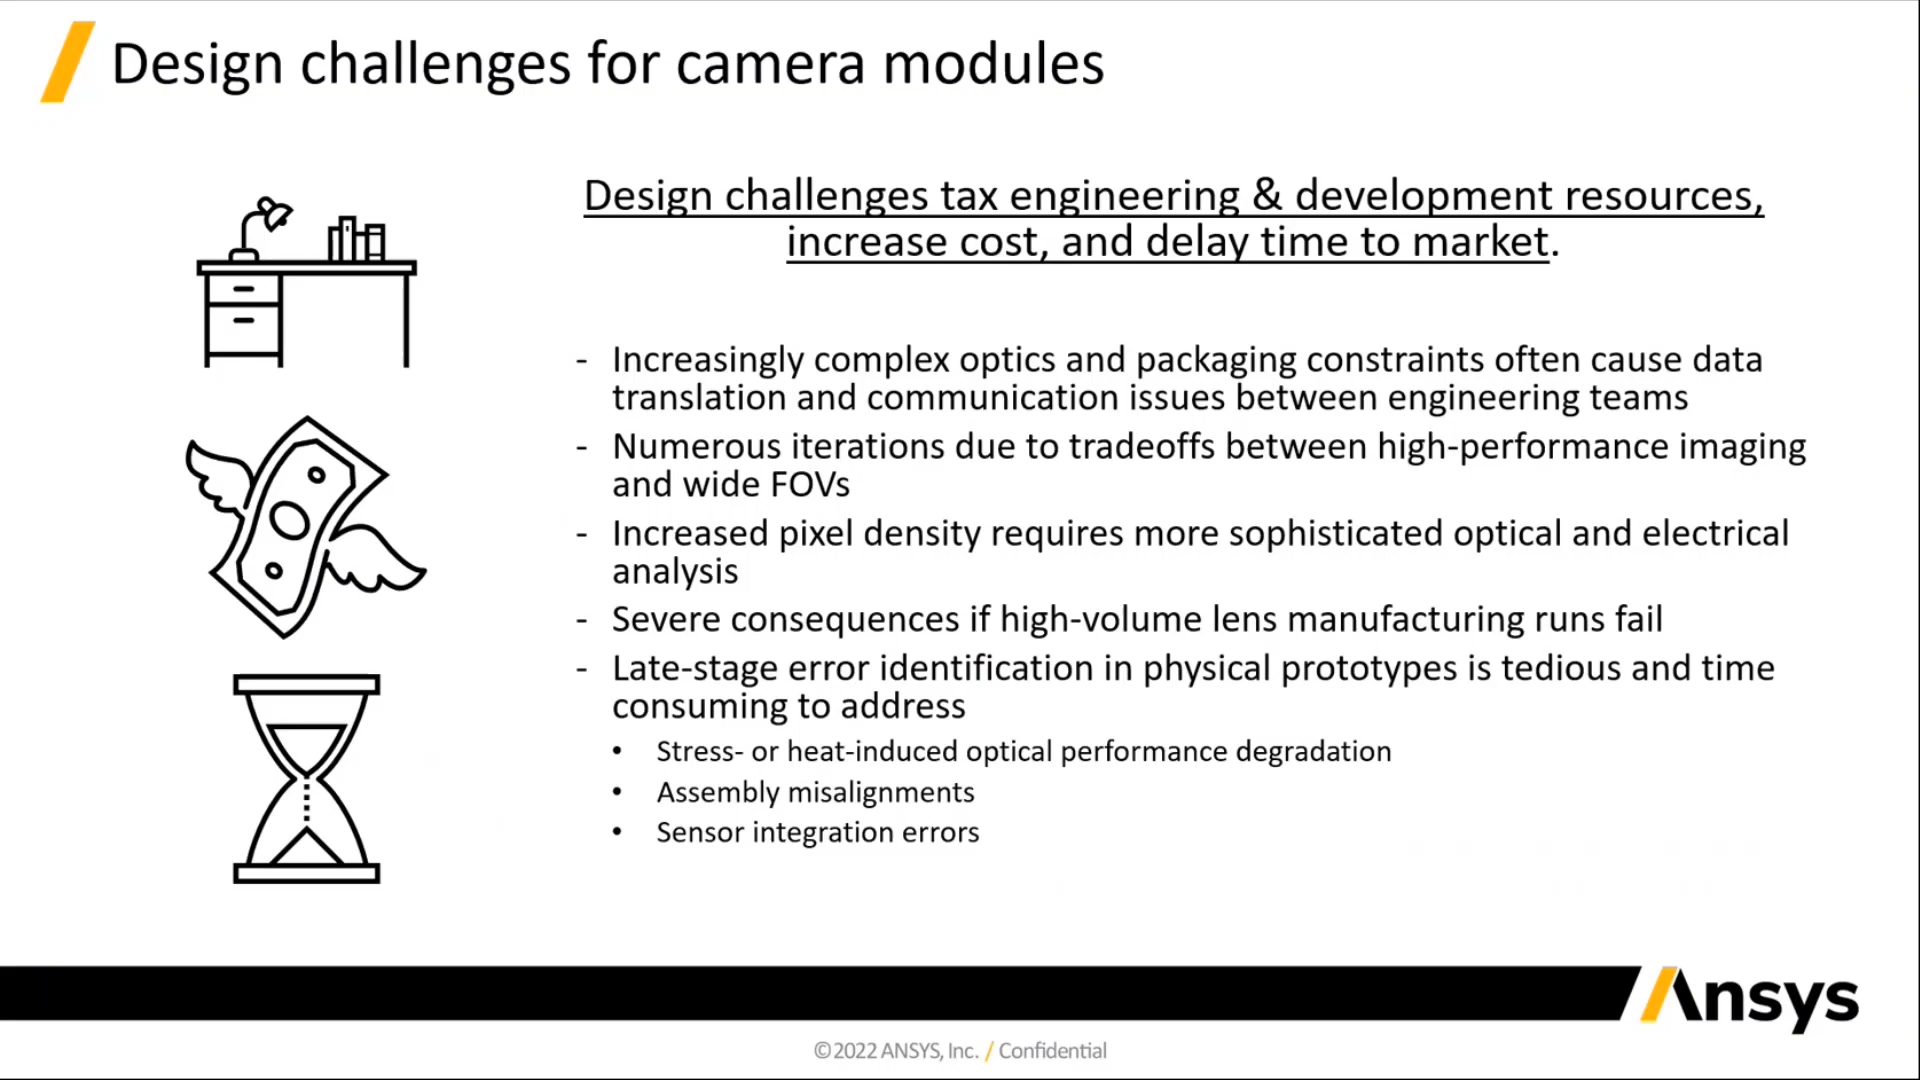 Design challenges for camera modules
Design challenges tax engineering & development resources,
increase cost, and delay time to market.
- Increasingly complex optics and packaging constraints often cause data
translation and communication issues between engineering teams
- Numerous iterations due to tradeoffs between high-performance imaging
and wide FOVs
- Increased pixel density requires more sophisticated optical and electrical
analysis
- Severe consequences if high-volume lens manufacturing runs fail
- Late-stage error identification in physical prototypes is tedious and time
consuming to address
• Stress- or heat-induced optical performance degradation
• Assembly misalignments
• Sensor integration errors
Ansys
©2022 ANSYS, Inc. / Confidential